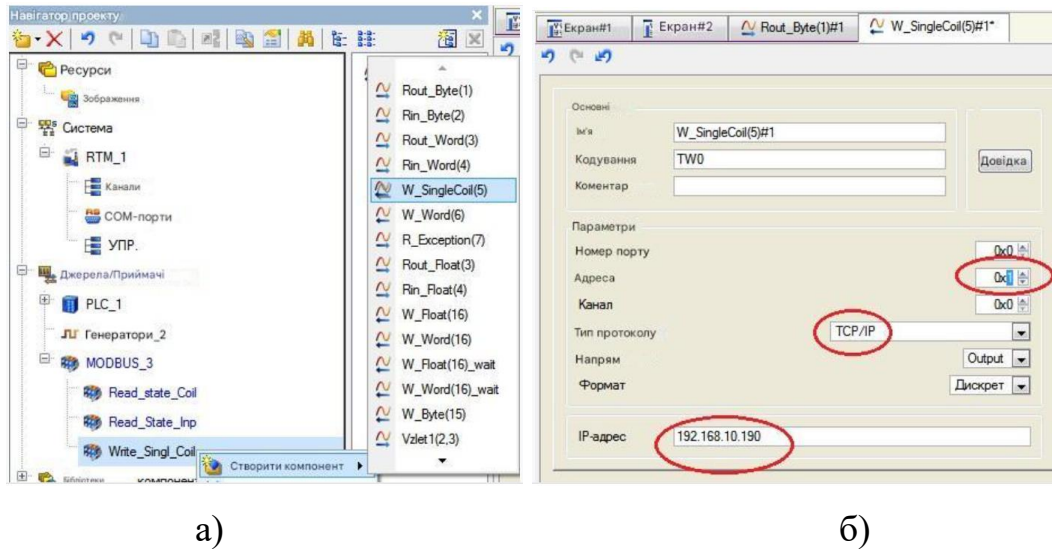 Навігатор проекту
Ресурси
Зображення
Система
RTM_1
Канали
COM-порти
УПР.
Джерела/Приймачі
PLC_1
Генератори_2
MODBUS_3
Read_state_Coil
Read_State_Inp
Write_Singl_Coil
Бібліотеки компонент
Створити компонент
Rout_Byte(1)
Rin_Byte(2)
Rout_Word(3)
Rin_Word(4)
W_SingleCoil(5)
W_Word(6)
R_Exception(7)
Rout_Float(3)
Rin_Float(4)
W_Float(16)
W_Word(16)
W_Float(16)_wait
W_Word(16)_wait
W_Byte(15)
Vzlet1(2,3)
а)
Екран#1 Екран#2 Rout_Byte(1)#1 W_SingleCoil(5)#1*
Основні
Ім'я W_SingleCoil(5)#1
Кодування TW0
Коментар
Довідка
Параметри
Номер порту 0x0
Адреса 0x1
Канал 0x0
Тип протоколу TCP/IP
Напрям Output
Формат Дискрет
IP-адрес 192.168.10.190
б)